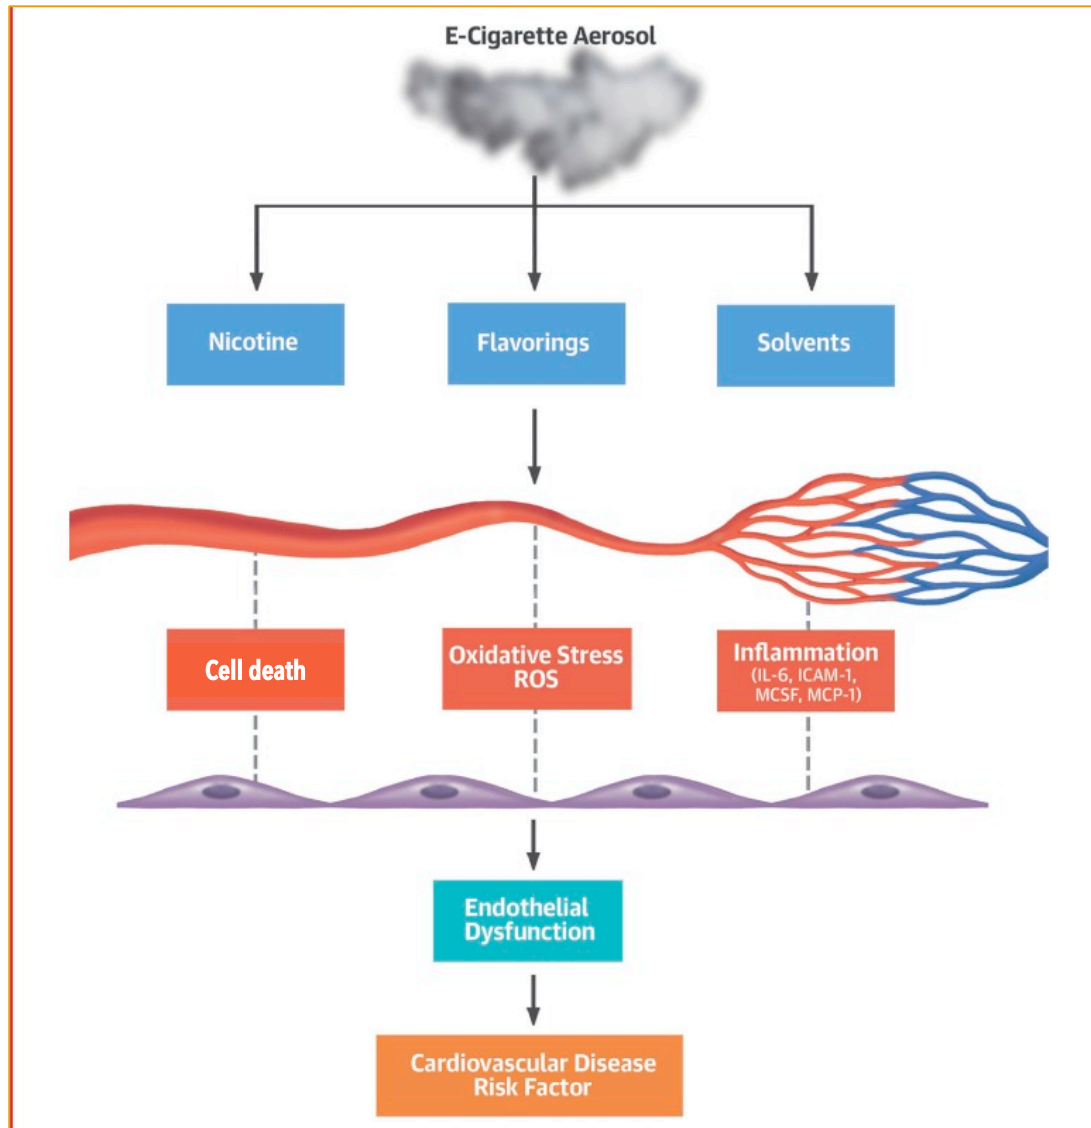 E-Cigarette Aerosol
Nicotine
Flavorings
Solvents
Cell death
Oxidative Stress
ROS
Inflammation
(IL-6, ICAM-1,
MCSF, MCP-1)
Endothelial
Dysfunction
Cardiovascular Disease
Risk Factor